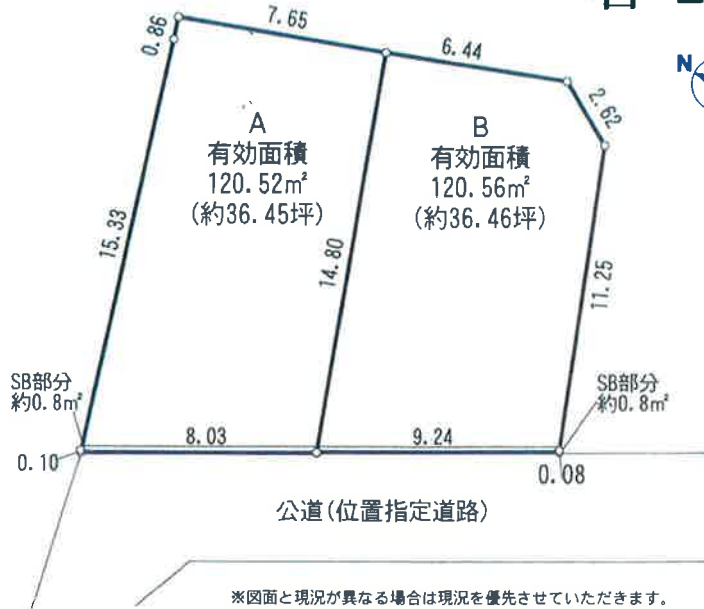 7.65
0.86
6.44
N
2.62
A
有効面積
120.52m²
(約36.45坪)
B
有効面積
120.56m²
(約36.46坪)
15.33
14.80
11.25
SB部分
約0.8m²
SB部分
約0.8m²
8.03
9.24
0.10
0.08
公道(位置指定道路)
※図面と現況が異なる場合は現況を優先させていただきます。